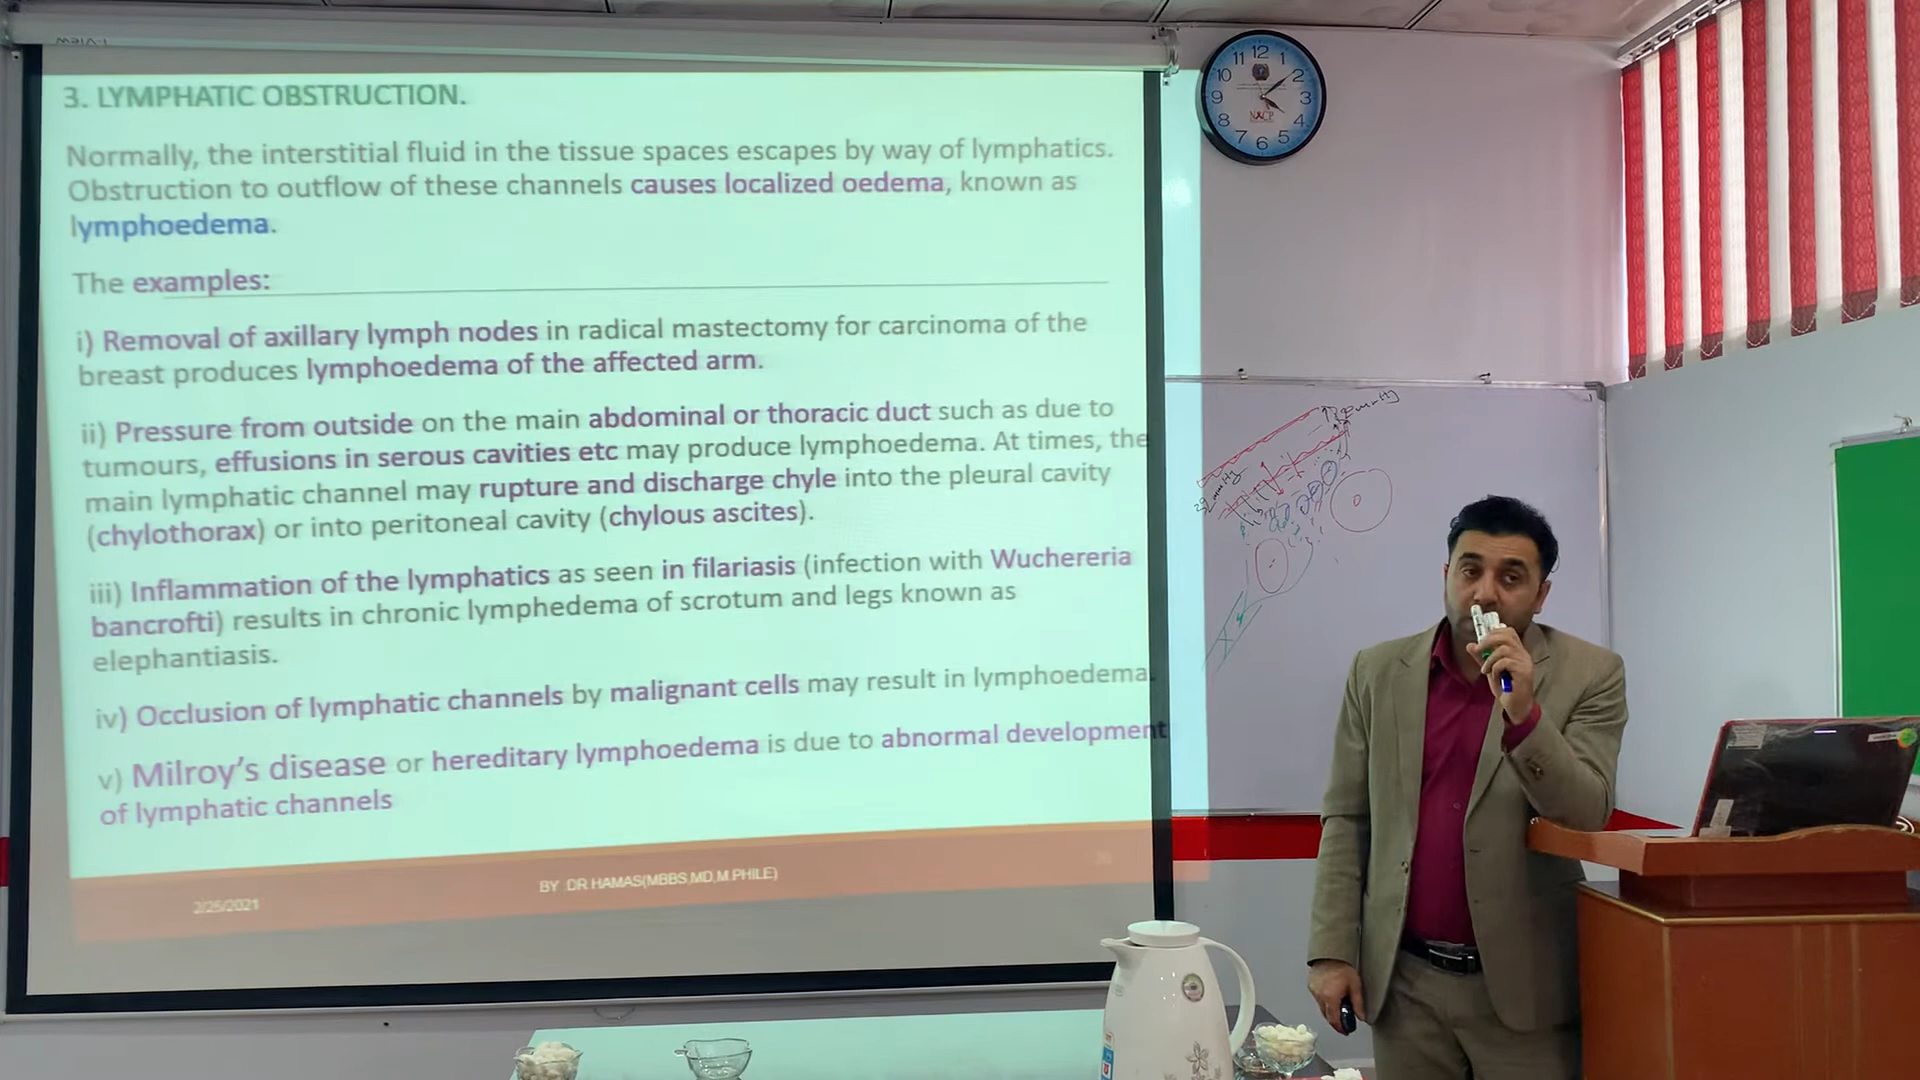 3. LYMPHATIC OBSTRUCTION.
Normally, the interstitial fluid in the tissue spaces escapes by way of lymphatics.
Obstruction to outflow of these channels causes localized oedema, known as
lymphoedema.
The examples:
i) Removal of axillary lymph nodes in radical mastectomy for carcinoma of the
breast produces lymphoedema of the affected arm.
ii) Pressure from outside on the main abdominal or thoracic duct such as due to
tumours, effusions in serous cavities etc may produce lymphoedema. At times, the
main lymphatic channel may rupture and discharge chyle into the pleural cavity
(chylothorax) or into peritoneal cavity (chylous ascites).
iii) Inflammation of the lymphatics as seen in filariasis (infection with Wuchereria
bancrofti) results in chronic lymphedema of scrotum and legs known as
elephantiasis.
iv) Occlusion of lymphatic channels by malignant cells may result in lymphoedema.
v) Milroy's disease or hereditary lymphoedema is due to abnormal development
of lymphatic channels
2/25/2021
BY :DR HAMAS(MBBS,MD,M PHILE)
I-VIEW
12
11 1
10 2
9 3
8 4
7 6 5
NACP